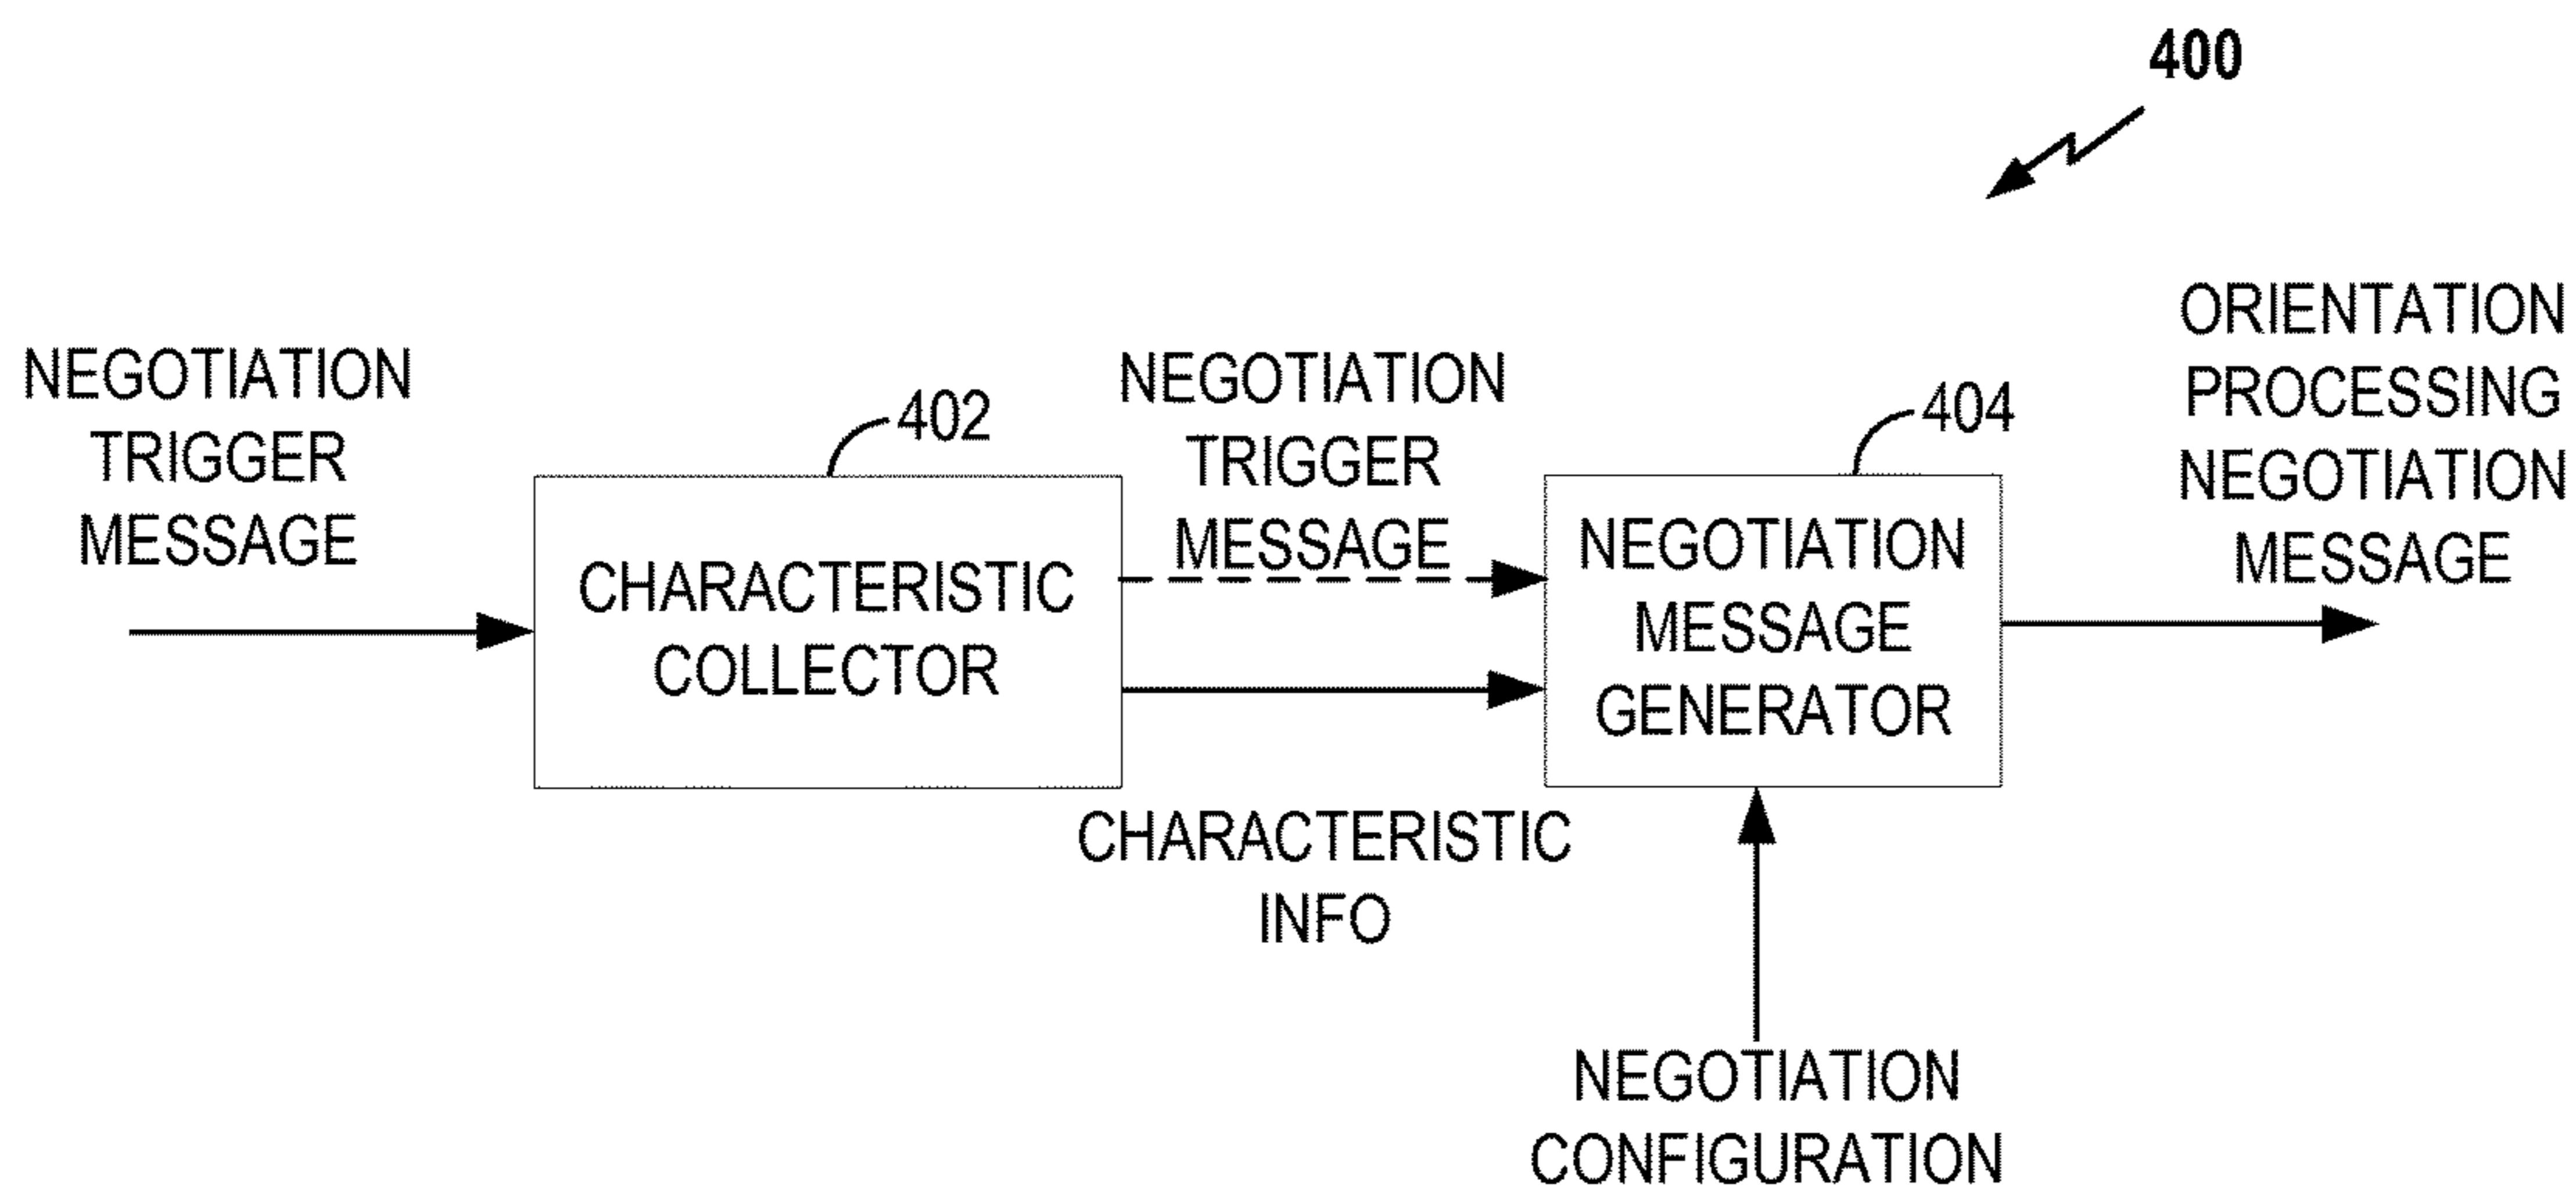 400
NEGOTIATION
TRIGGER
MESSAGE
402
CHARACTERISTIC
COLLECTOR
NEGOTIATION
TRIGGER
MESSAGE
CHARACTERISTIC
INFO
404
NEGOTIATION
MESSAGE
GENERATOR
NEGOTIATION
CONFIGURATION
ORIENTATION
PROCESSING
NEGOTIATION
MESSAGE